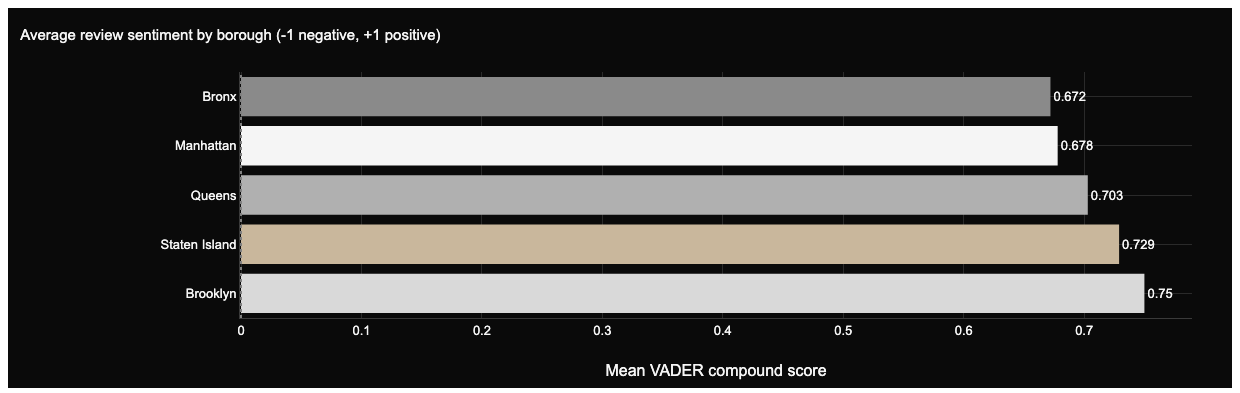 Average review sentiment by borough (-1 negative, +1 positive)
Bronx 0.672
Manhattan 0.678
Queens 0.703
Staten Island 0.729
Brooklyn 0.75
0 0.1 0.2 0.3 0.4 0.5 0.6 0.7
Mean VADER compound score